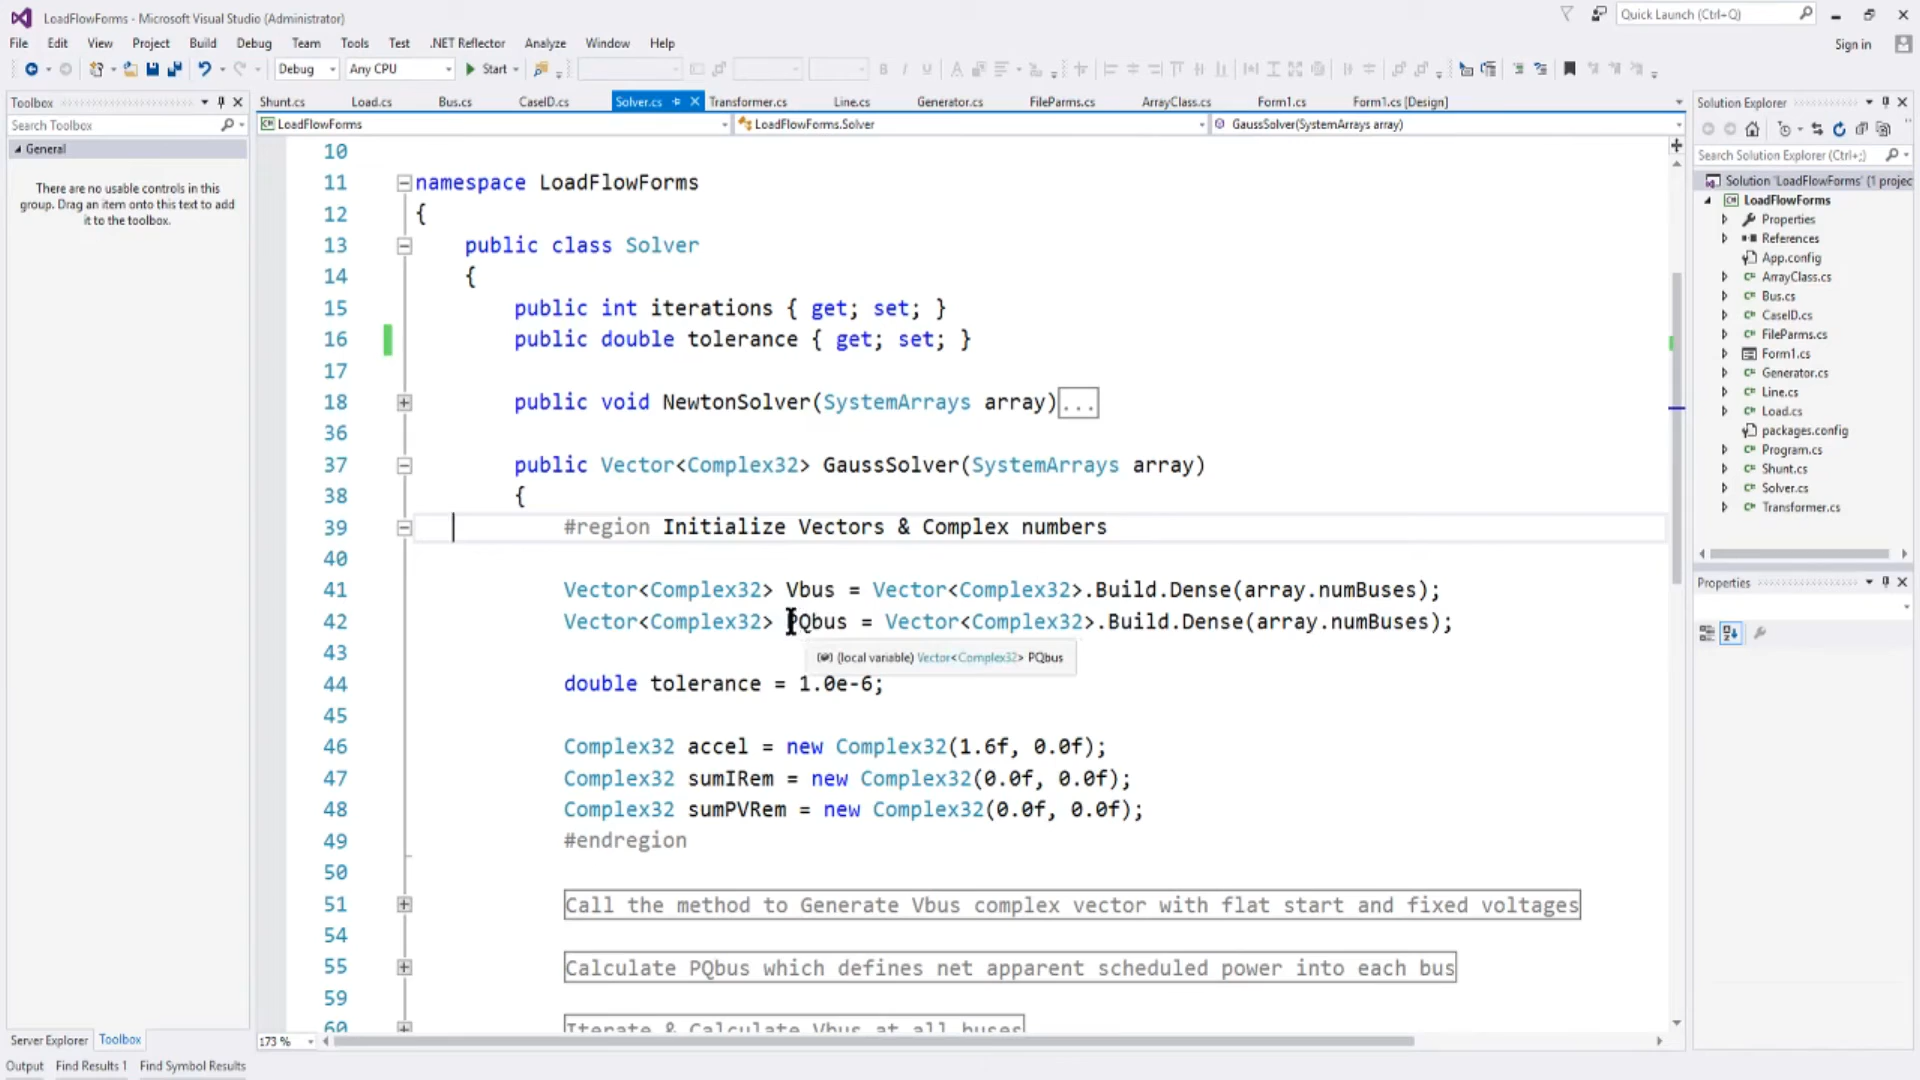 LoadFlowForms - Microsoft Visual Studio (Administrator)
Quick Launch (Ctrl+Q)
File Edit View Project Build Debug Team Tools Test .NET Reflector Analyze Window Help
Sign in
Debug Any CPU Start
Toolbox
Shunt.cs Load.cs Bus.cs CaseID.cs Solver.cs Transformer.cs Line.cs Generator.cs FileParms.cs ArrayClass.cs Form1.cs Form1.cs [Design]
Solution Explorer
Search Toolbox
LoadFlowForms LoadFlowForms.Solver GaussSolver(SystemArrays array)
General
There are no usable controls in this
group. Drag an item onto this text to add
it to the toolbox.
10
11 namespace LoadFlowForms
12 {
13 public class Solver
14 {
15 public int iterations { get; set; }
16 public double tolerance { get; set; }
17
18 public void NewtonSolver(SystemArrays array)...
36
37 public Vector<Complex32> GaussSolver(SystemArrays array)
38 {
39 #region Initialize Vectors & Complex numbers
40
41 Vector<Complex32> Vbus = Vector<Complex32>.Build.Dense(array.numBuses);
42 Vector<Complex32> PQbus = Vector<Complex32>.Build.Dense(array.numBuses);
43
(local variable) Vector<Complex32> PQbus
44 double tolerance = 1.0e-6;
45
46 Complex32 accel = new Complex32(1.6f, 0.0f);
47 Complex32 sumIRem = new Complex32(0.0f, 0.0f);
48 Complex32 sumPVRem = new Complex32(0.0f, 0.0f);
49 #endregion
50
51 Call the method to Generate Vbus complex vector with flat start and fixed voltages
54
55 Calculate PQbus which defines net apparent scheduled power into each bus
59
60 Iterate & Calculate Vbus at all buses
173 %
Search Solution Explorer (Ctrl+;)
Solution 'LoadFlowForms' (1 projec
LoadFlowForms
Properties
References
App.config
ArrayClass.cs
Bus.cs
CaseID.cs
FileParms.cs
Form1.cs
Generator.cs
Line.cs
Load.cs
packages.config
Program.cs
Shunt.cs
Solver.cs
Transformer.cs
Properties
Server Explorer Toolbox
Output Find Results 1 Find Symbol Results